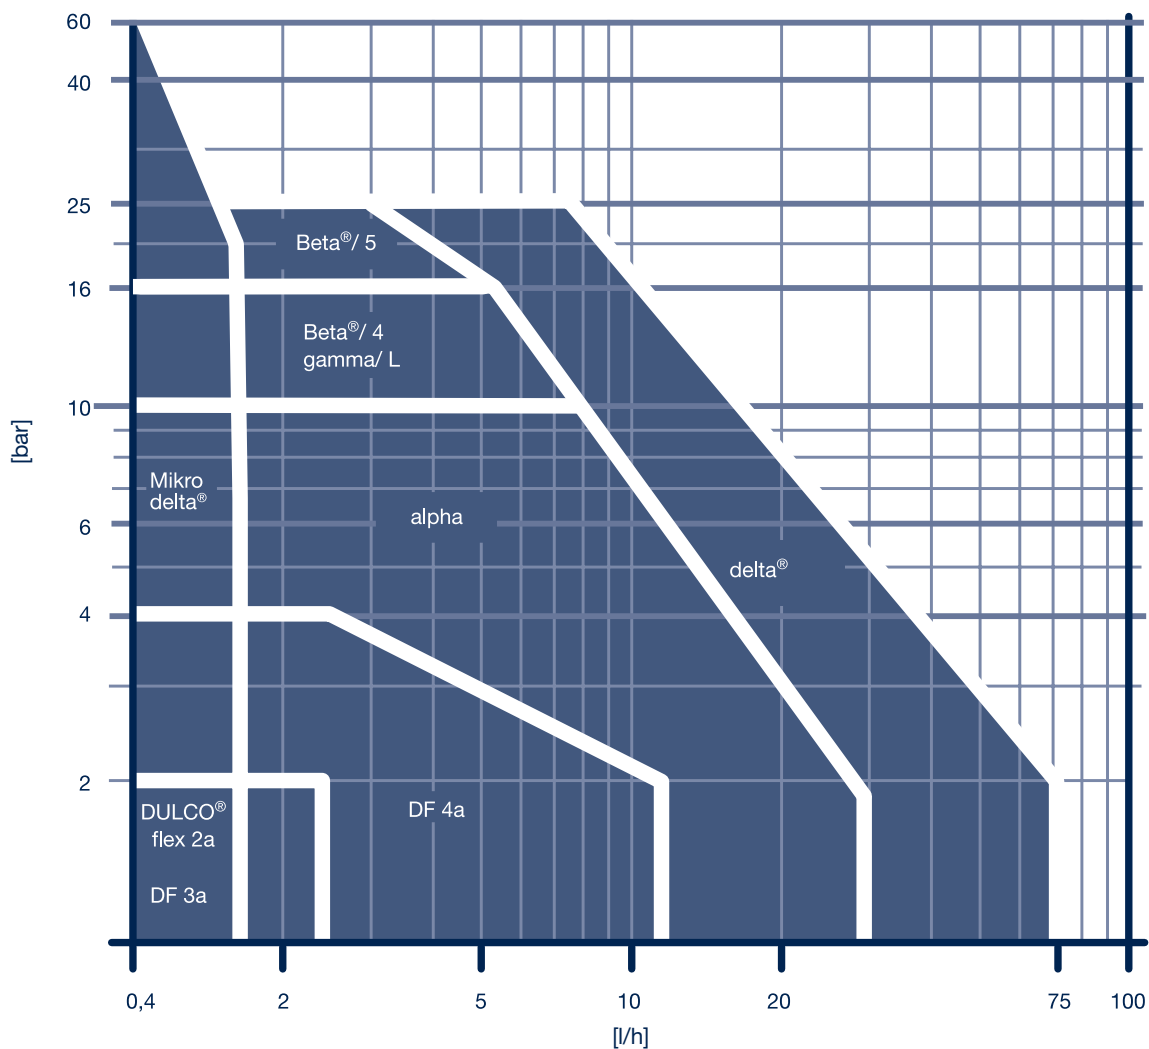 60
40
25
Beta®/ 5
16
Beta®/ 4
gamma/ L
10
[bar]
Mikro
delta®
alpha
6
delta®
4
2
DULCO®
flex 2a
DF 4a
DF 3a
0,4 2 5 10 20 75 100
[l/h]